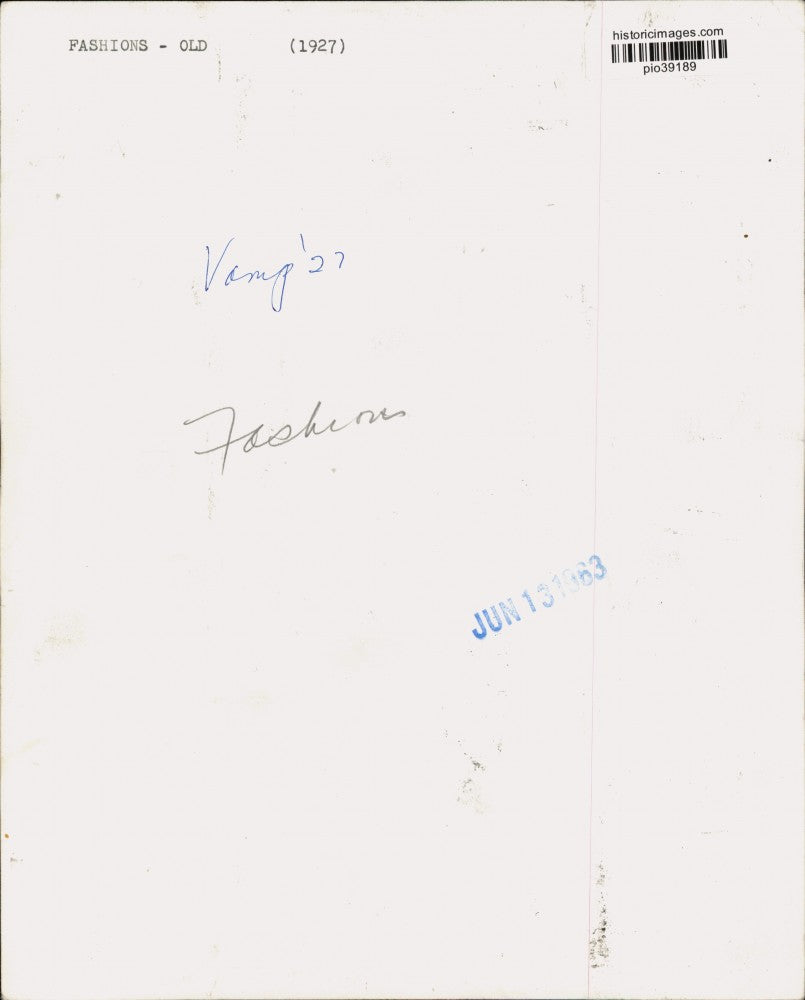 FASHIONS - OLD (1927)
historicimages.com
pio39189
Vamp '27
Fashions
JUN 13 1963